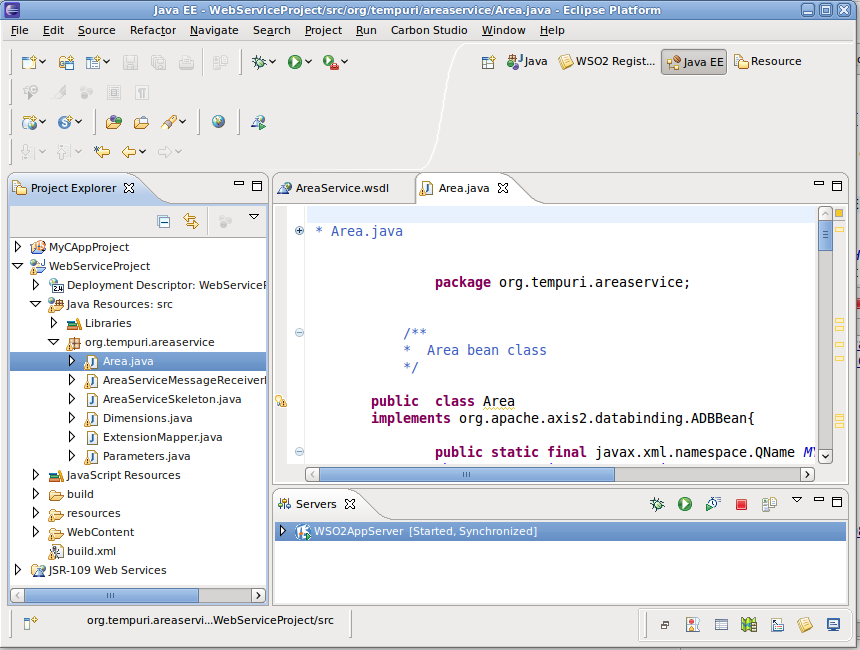 Java EE - WebServiceProject/src/org/tempuri/areaservice/Area.java - Eclipse Platform
File Edit Source Refactor Navigate Search Project Run Carbon Studio Window Help
Java WSO2 Regist... Java EE Resource
Project Explorer
MyCAppProject
WebServiceProject
Deployment Descriptor: WebServiceP
Java Resources: src
Libraries
org.tempuri.areaservice
Area.java
AreaServiceMessageReceiverI
AreaServiceSkeleton.java
Dimensions.java
ExtensionMapper.java
Parameters.java
JavaScript Resources
build
resources
WebContent
build.xml
JSR-109 Web Services
AreaService.wsdl Area.java
* Area.java
package org.tempuri.areaservice;
/**
* Area bean class
*/
public class Area
implements org.apache.axis2.databinding.ADBBean{
public static final javax.xml.namespace.QName MY
Servers
WSO2AppServer [Started, Synchronized]
org.tempuri.areaservi...WebServiceProject/src